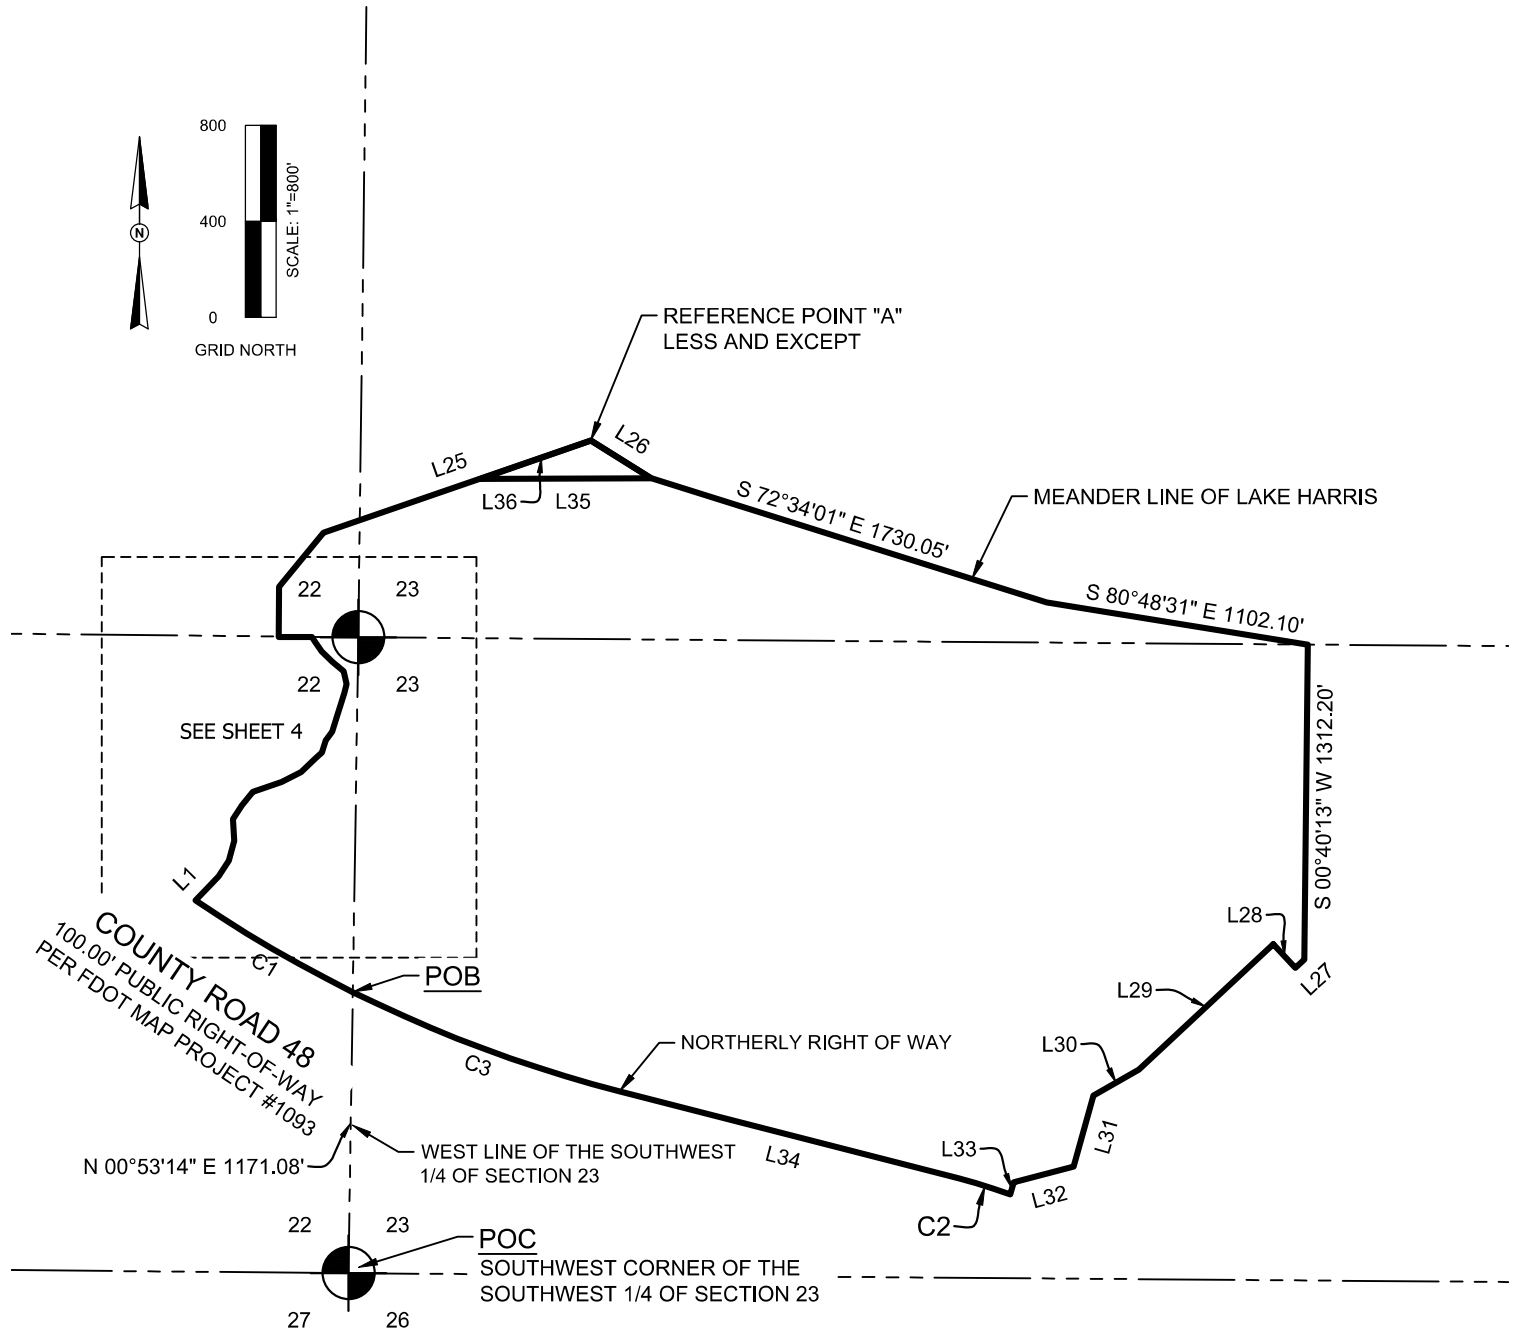 800
400
0
SCALE: 1"=800'
N
GRID NORTH
REFERENCE POINT "A"
LESS AND EXCEPT
L26
L25
L36
L35
S 72°34'01" E 1730.05'
MEANDER LINE OF LAKE HARRIS
S 80°48'31" E 1102.10'
22
23
22
23
SEE SHEET 4
S 00°40'13" W 1312.20'
L1
C1
COUNTY ROAD 48
100.00' PUBLIC RIGHT-OF-WAY
PER FDOT MAP PROJECT #1093
POB
L28
L27
L29
L30
NORTHERLY RIGHT OF WAY
C3
L31
L33
L34
L32
C2
WEST LINE OF THE SOUTHWEST
1/4 OF SECTION 23
N 00°53'14" E 1171.08'
22
23
POC
SOUTHWEST CORNER OF THE
SOUTHWEST 1/4 OF SECTION 23
27
26